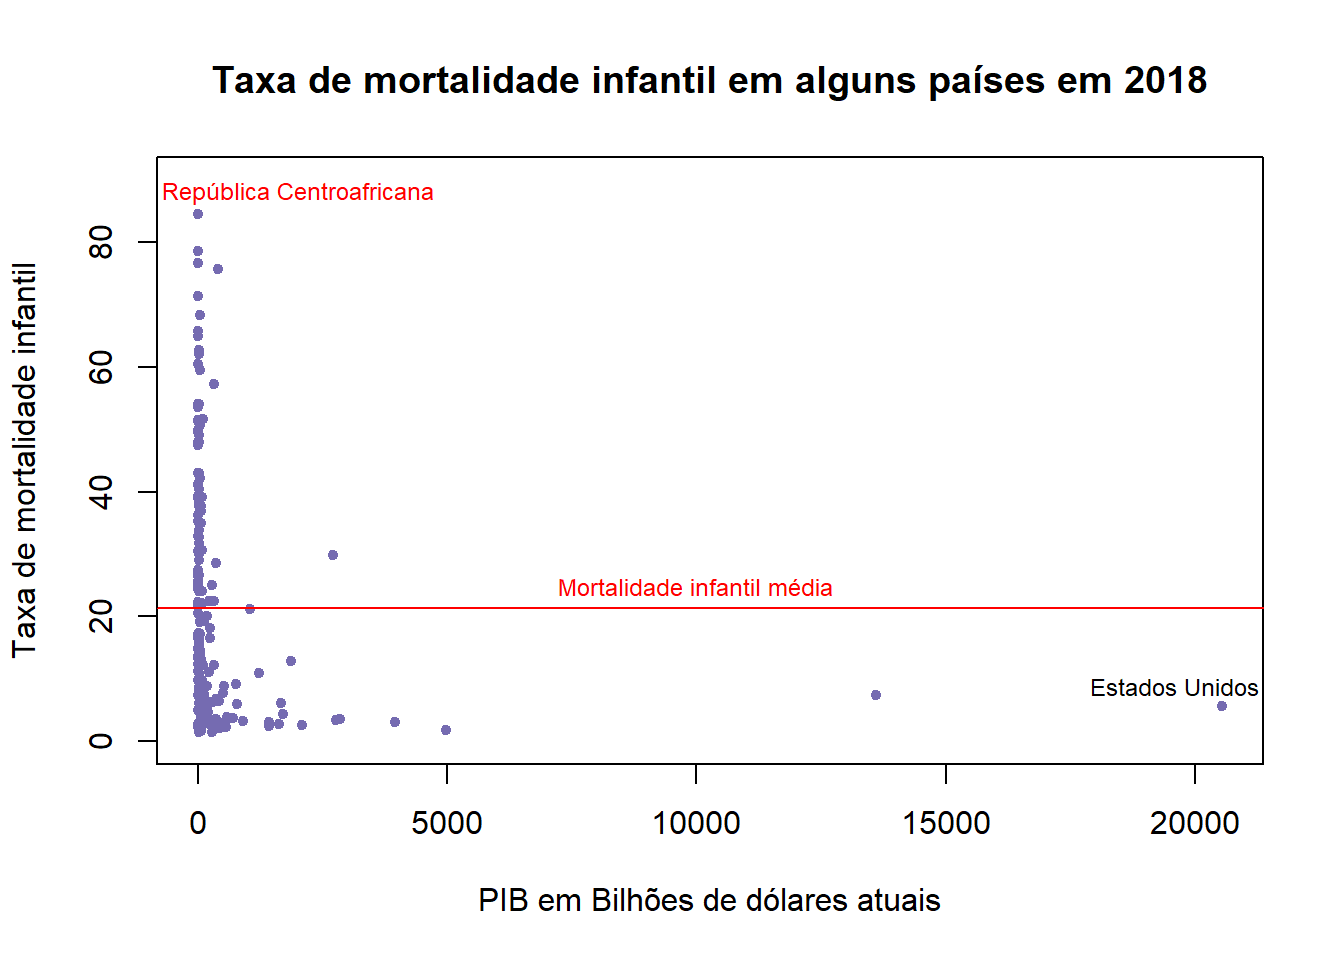 Taxa de mortalidade infantil em alguns países em 2018
República Centroafricana
80
60
40
20
0
Taxa de mortalidade infantil
Mortalidade infantil média
Estados Unidos
0 5000 10000 15000 20000
PIB em Bilhões de dólares atuais